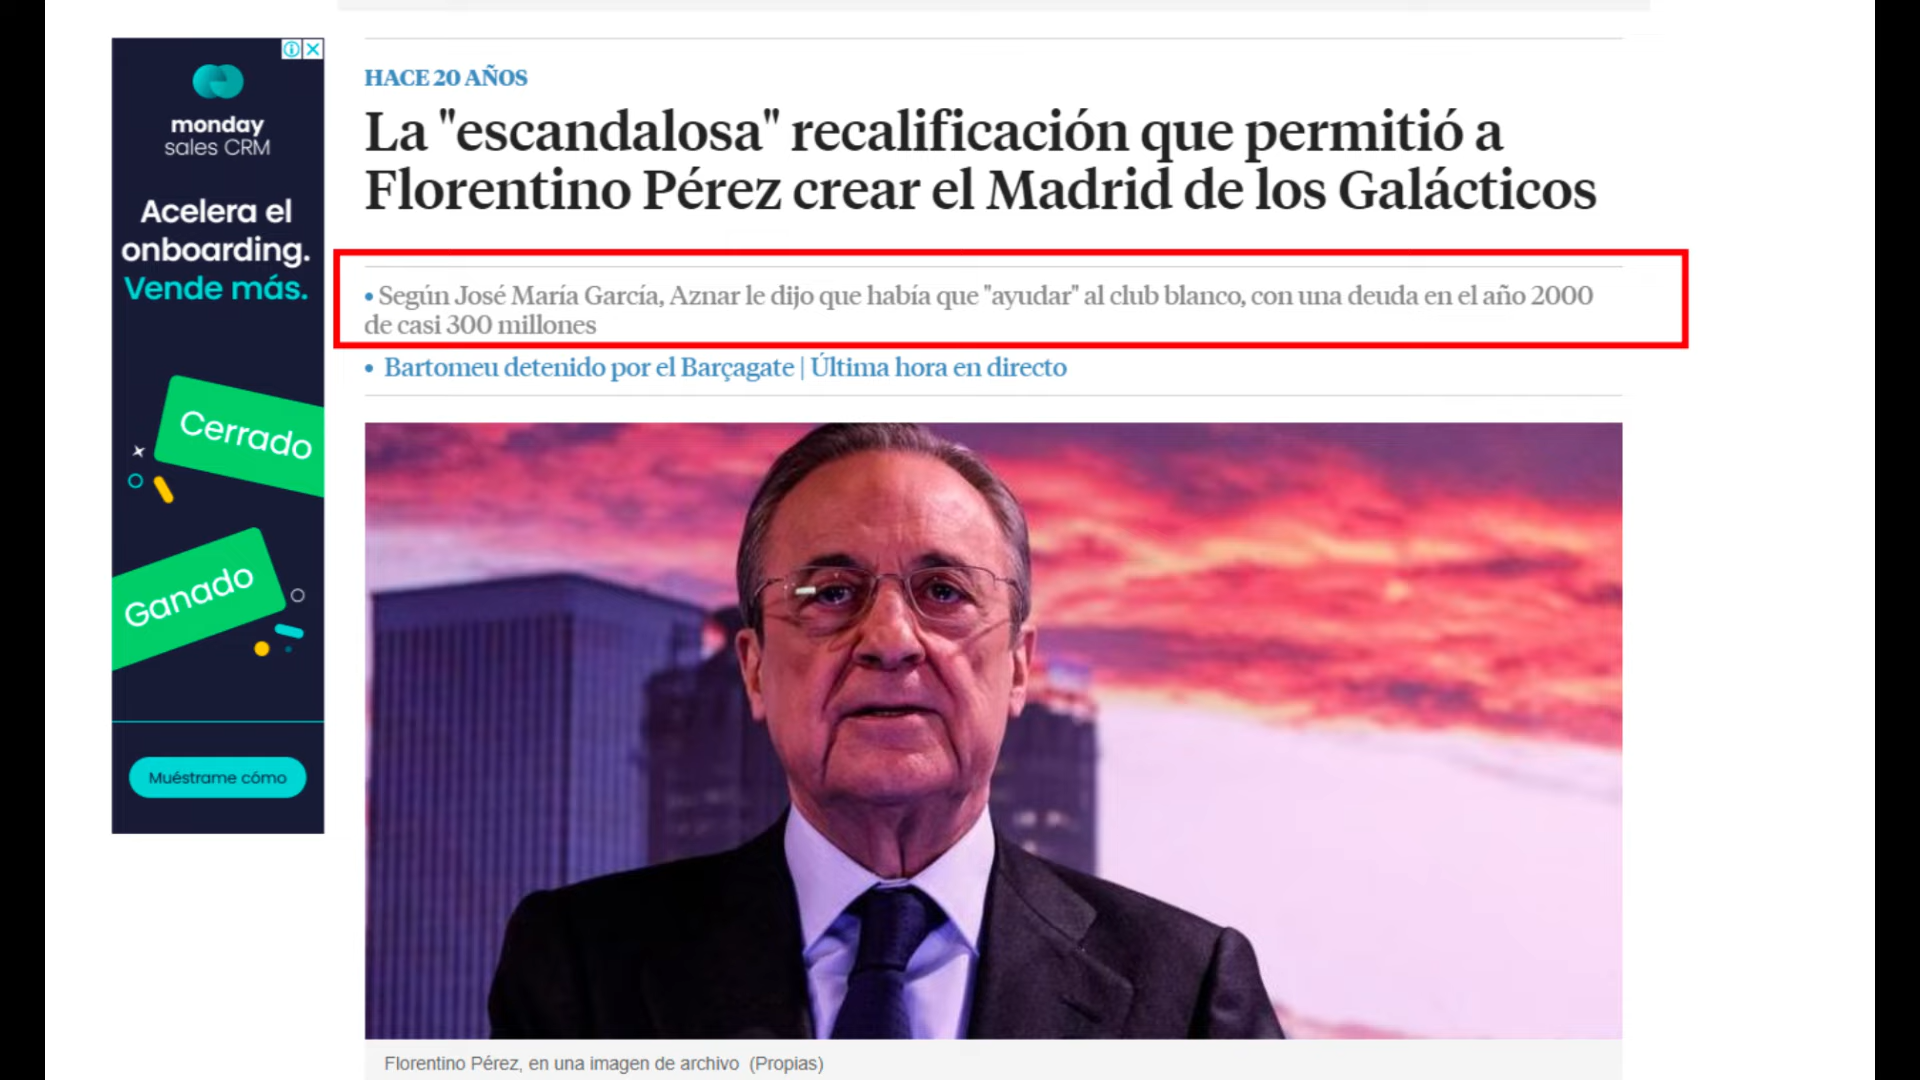 monday
sales CRM
Acelera el
onboarding.
Vende más.
Cerrado
Ganado
Muéstrame cómo
HACE 20 AÑOS
La "escandalosa" recalificación que permitió a
Florentino Pérez crear el Madrid de los Galácticos
• Según José María García, Aznar le dijo que había que "ayudar" al club blanco, con una deuda en el año 2000
de casi 300 millones
• Bartomeu detenido por el Barçagate | Última hora en directo
Florentino Pérez, en una imagen de archivo (Propias)